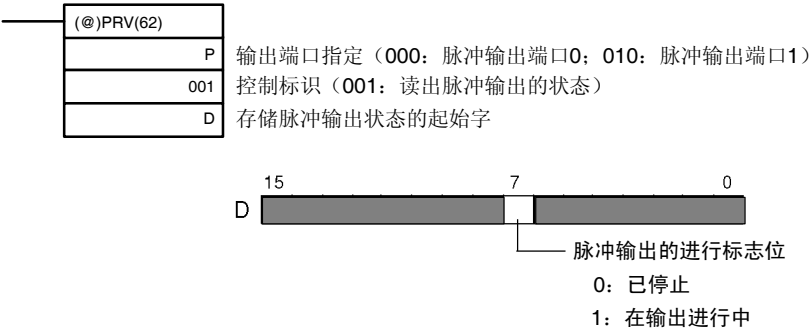 (@)PRV(62)
P 输出端口指定（000：脉冲输出端口0；010：脉冲输出端口1）
001 控制标识（001：读出脉冲输出的状态）
D 存储脉冲输出状态的起始字
15 7 0
D
脉冲输出的进行标志位
0：已停止
1：在输出进行中